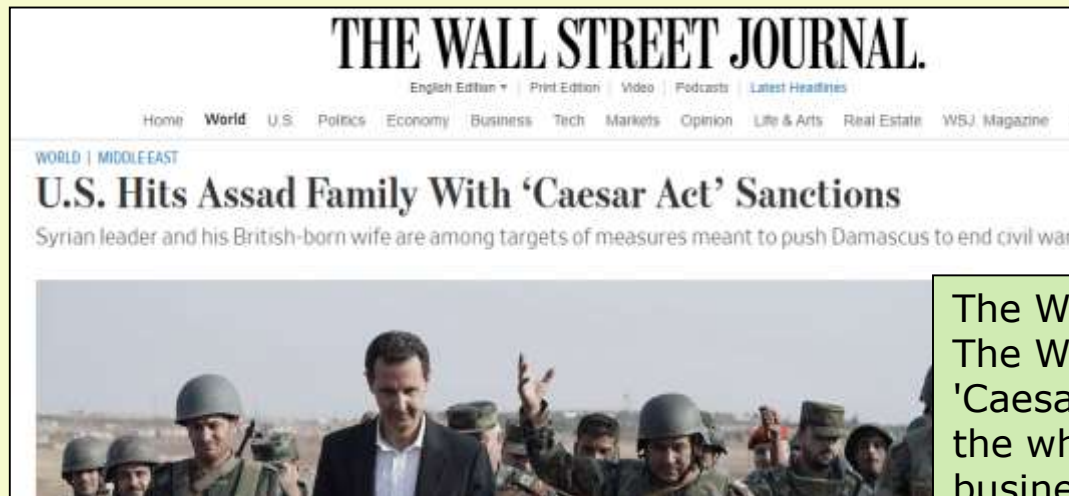 THE WALL STREET JOURNAL.
English Edition Print Edition Video Podcasts Latest Headlines
Home World U.S. Politics Economy Business Tech Markets Opinion Life & Arts Real Estate WSJ. Magazine
WORLD | MIDDLE EAST
U.S. Hits Assad Family With ‘Caesar Act’ Sanctions
Syrian leader and his British-born wife are among targets of measures meant to push Damascus to end civil war
The W
The W
'Caesa
the wh
busine